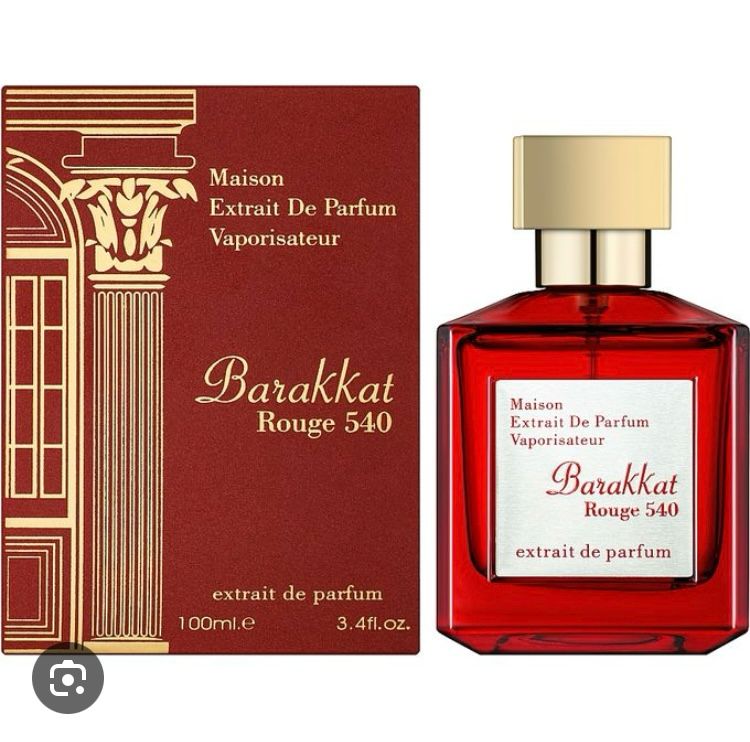 Maison
Extrait De Parfum
Vaporisateur
Barakkat
Rouge 540
extrait de parfum
100ml.e 3.4fl.oz.
Maison
Extrait De Parfum
Vaporisateur
Barakkat
Rouge 540
extrait de parfum